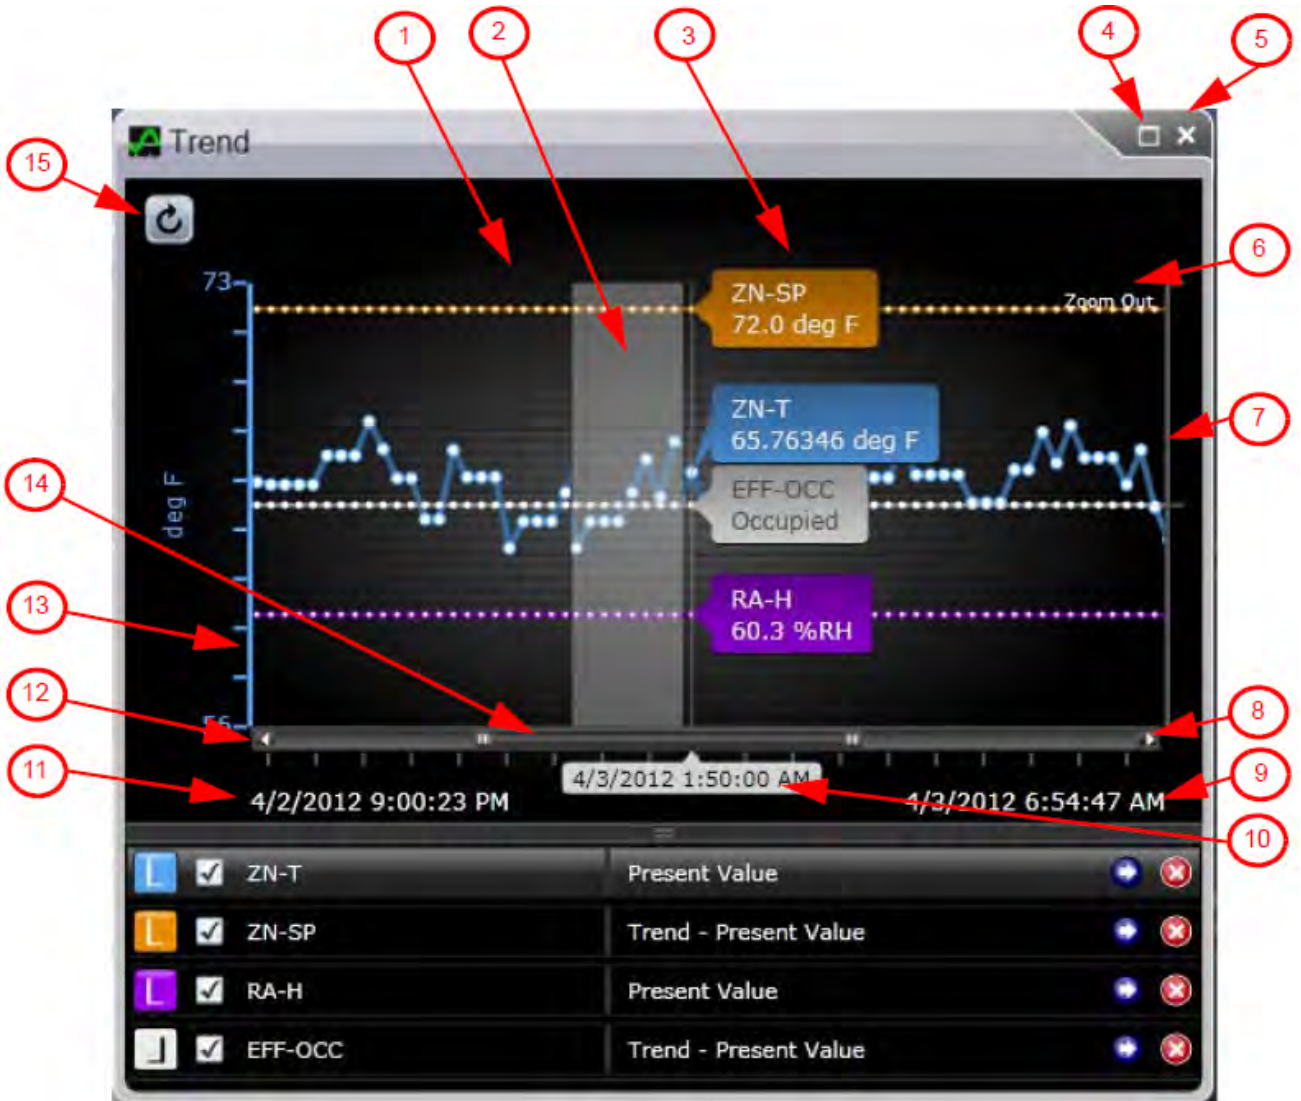 1
2
3
4
5
Trend
15
6
73
ZN-SP
72.0 deg F
Zoom Out
7
ZN-T
65.76346 deg F
14
deg F
EFF-OCC
Occupied
13
RA-H
60.3 %RH
12
56
8
11
4/3/2012 1:50:00 AM
9
4/2/2012 9:00:23 PM
4/3/2012 6:54:47 AM
10
L ZN-T Present Value
L ZN-SP Trend - Present Value
L RA-H Present Value
EFF-OCC Trend - Present Value